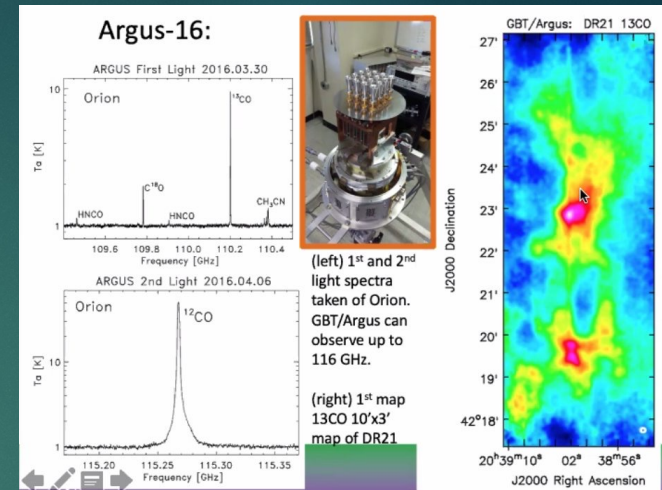 Argus-16:
ARGUS First Light 2016.03.30
Orion
¹³CO
C¹⁸O
HNCO
HNCO
CH₃CN
10
1
Ta [K]
109.6 109.8 110.0 110.2 110.4
Frequency [GHz]
ARGUS 2nd Light 2016.04.06
Orion
¹²CO
10
1
Ta [K]
115.20 115.25 115.30 115.35
Frequency [GHz]
(left) 1st and 2nd
light spectra
taken of Orion.
GBT/Argus can
observe up to
116 GHz.
(right) 1st map
13CO 10’x3’
map of DR21
GBT/Argus: DR21 13CO
27'
25'
24'
23'
22'
21'
20'
19'
42°18'
J2000 Declination
20ʰ39ᵐ10ˢ 02ˢ 38ᵐ56ˢ
J2000 Right Ascension